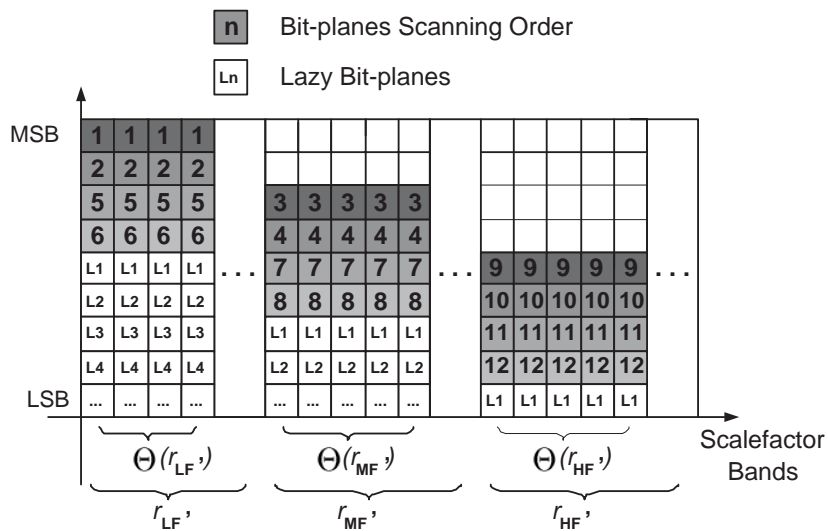 n Bit-planes Scanning Order
Ln Lazy Bit-planes
MSB 1 1 1 1
2 2 2 2
5 5 5 5 3 3 3 3 3
6 6 6 6 4 4 4 4 4
L1 L1 L1 L1 ... 7 7 7 7 7 ... 9 9 9 9 9 ...
L2 L2 L2 L2 8 8 8 8 8 10 10 10 10 10
L3 L3 L3 L3 L1 L1 L1 L1 L1 11 11 11 11 11
L4 L4 L4 L4 L2 L2 L2 L2 L2 12 12 12 12 12
LSB ... ... ... ... ... ... ... ... ... L1 L1 L1 L1 L1
Θ(rLF,) Θ(rMF,) Θ(rHF,) Scalefactor
Bands
rLF, rMF, rHF,